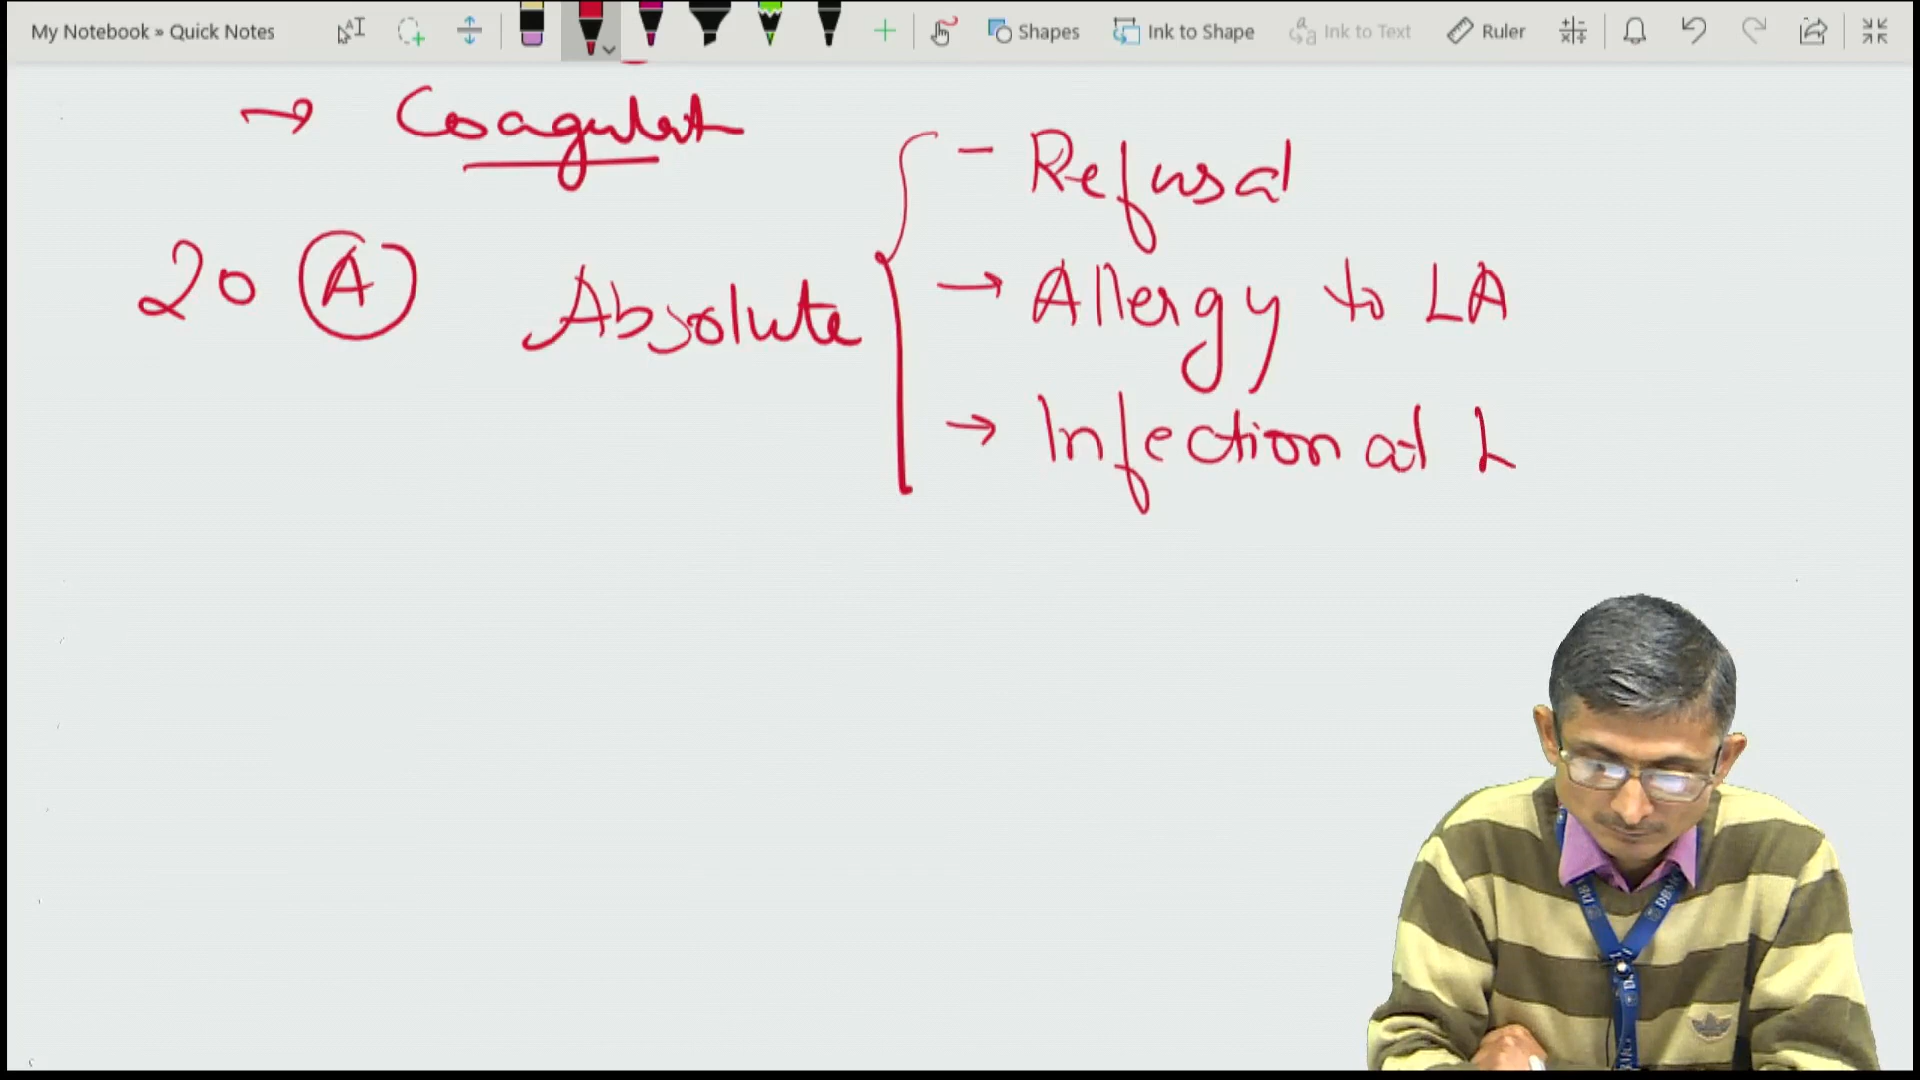 My Notebook » Quick Notes
Shapes
Ink to Shape
Ink to Text
Ruler
→ Coagulat
20 (A) Absolute
- Refusal
→ Allergy to LA
→ Infection at L